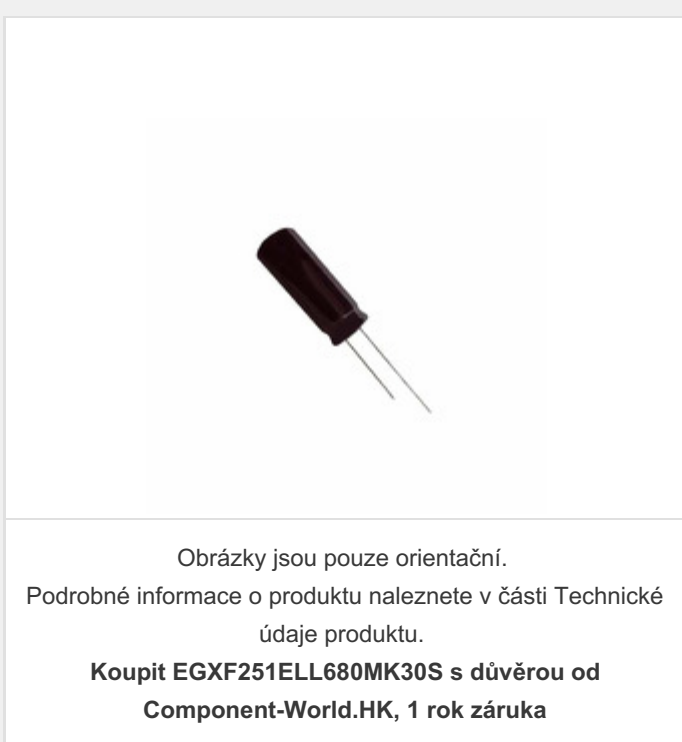 Obrázky jsou pouze orientační.
Podrobné informace o produktu naleznete v části Technické
údaje produktu.
Koupit EGXF251ELL680MK30S s důvěrou od
Component-World.HK, 1 rok záruka